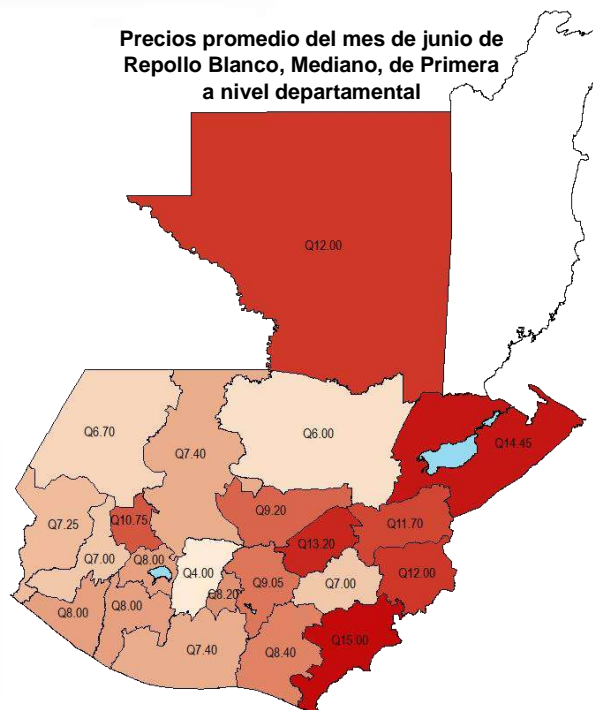 Precios promedio del mes de junio de
Repollo Blanco, Mediano, de Primera
a nivel departamental
Q12.00
Q6.70
Q7.40
Q6.00
Q14.45
Q7.25
Q10.75
Q9.20
Q11.70
Q13.20
Q7.00
Q8.00
Q4.00
Q8.20
Q9.05
Q7.00
Q12.00
Q8.00
Q8.00
Q7.40
Q8.40
Q15.00